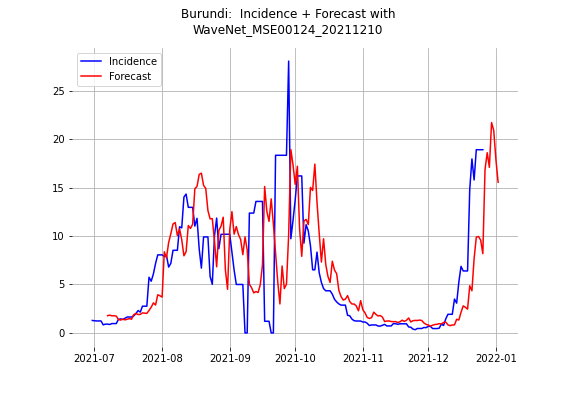 Burundi:  Incidence + Forecast with
WaveNet_MSE00124_20211210
Incidence
Forecast
25
20
15
10
5
0
2021-07 2021-08 2021-09 2021-10 2021-11 2021-12 2022-01